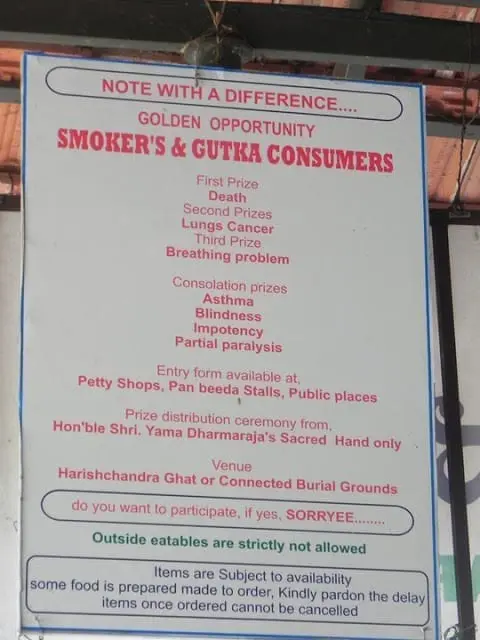 NOTE WITH A DIFFERENCE....
GOLDEN OPPORTUNITY
SMOKER'S & GUTKA CONSUMERS
First Prize
Death
Second Prizes
Lungs Cancer
Third Prize
Breathing problem
Consolation prizes
Asthma
Blindness
Impotency
Partial paralysis
Entry form available at,
Petty Shops, Pan beeda Stalls, Public places
Prize distribution ceremony from,
Hon'ble Shri. Yama Dharmaraja's Sacred Hand only
Venue
Harishchandra Ghat or Connected Burial Grounds
do you want to participate, if yes, SORRYEE........
Outside eatables are strictly not allowed
Items are Subject to availability
some food is prepared made to order, Kindly pardon the delay
items once ordered cannot be cancelled